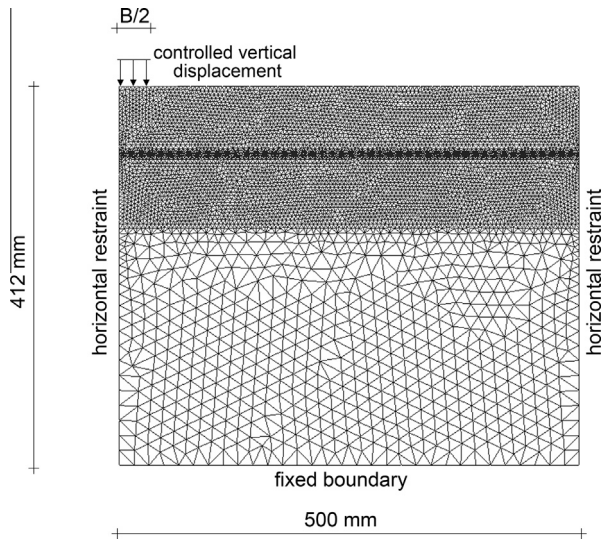 B/2
controlled vertical
displacement
412 mm
horizontal restraint
horizontal restraint
fixed boundary
500 mm